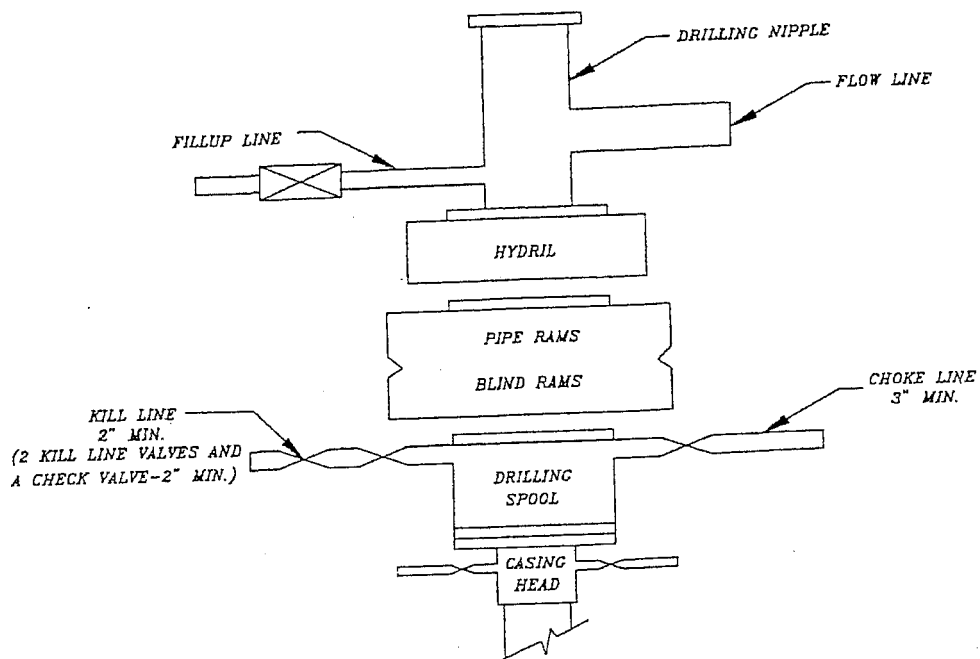 DRILLING NIPPLE
FLOW LINE
FILLUP LINE
HYDRIL
PIPE RAMS
BLIND RAMS
CHOKE LINE
3" MIN.
KILL LINE
2" MIN.
(2 KILL LINE VALVES AND
A CHECK VALVE-2" MIN.)
DRILLING
SPOOL
CASING
HEAD